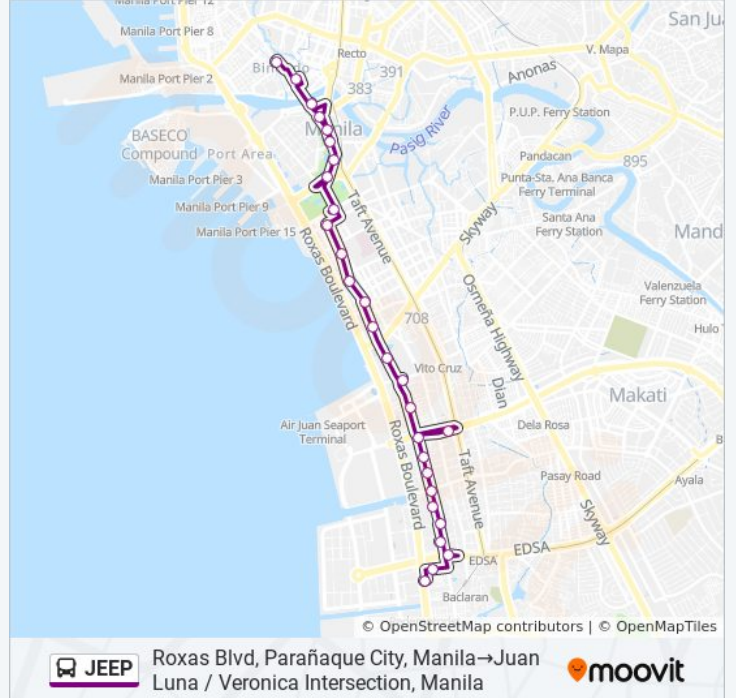 Manila Port Pier 12
Manila Port Pier 8
San Jua
Recto
V. Mapa
Binondo
391
Anonas
Manila Port Pier 2
383
P.U.P. Ferry Station
Manila
Pasig River
BASECO
Compound
Port Area
Pandacan
895
Manila Port Pier 3
Punta-Sta. Ana Banca
Ferry Terminal
Manila Port Pier 9
Taft Avenue
Santa Ana
Ferry Station
Manila Port Pier 15
Skyway
Mand
Roxas Boulevard
Valenzuela
Ferry Station
Osmeña Highway
708
Hulo
Vito Cruz
Dian
Makati
Air Juan Seaport
Terminal
Roxas Boulevard
Dela Rosa
B
Taft Avenue
Pasay Road
Ayala
Skyway
EDSA
EDSA
Baclaran
© OpenStreetMap contributors | © OpenMapTiles
JEEP
Roxas Blvd, Parañaque City, Manila→Juan
Luna / Veronica Intersection, Manila
moovit